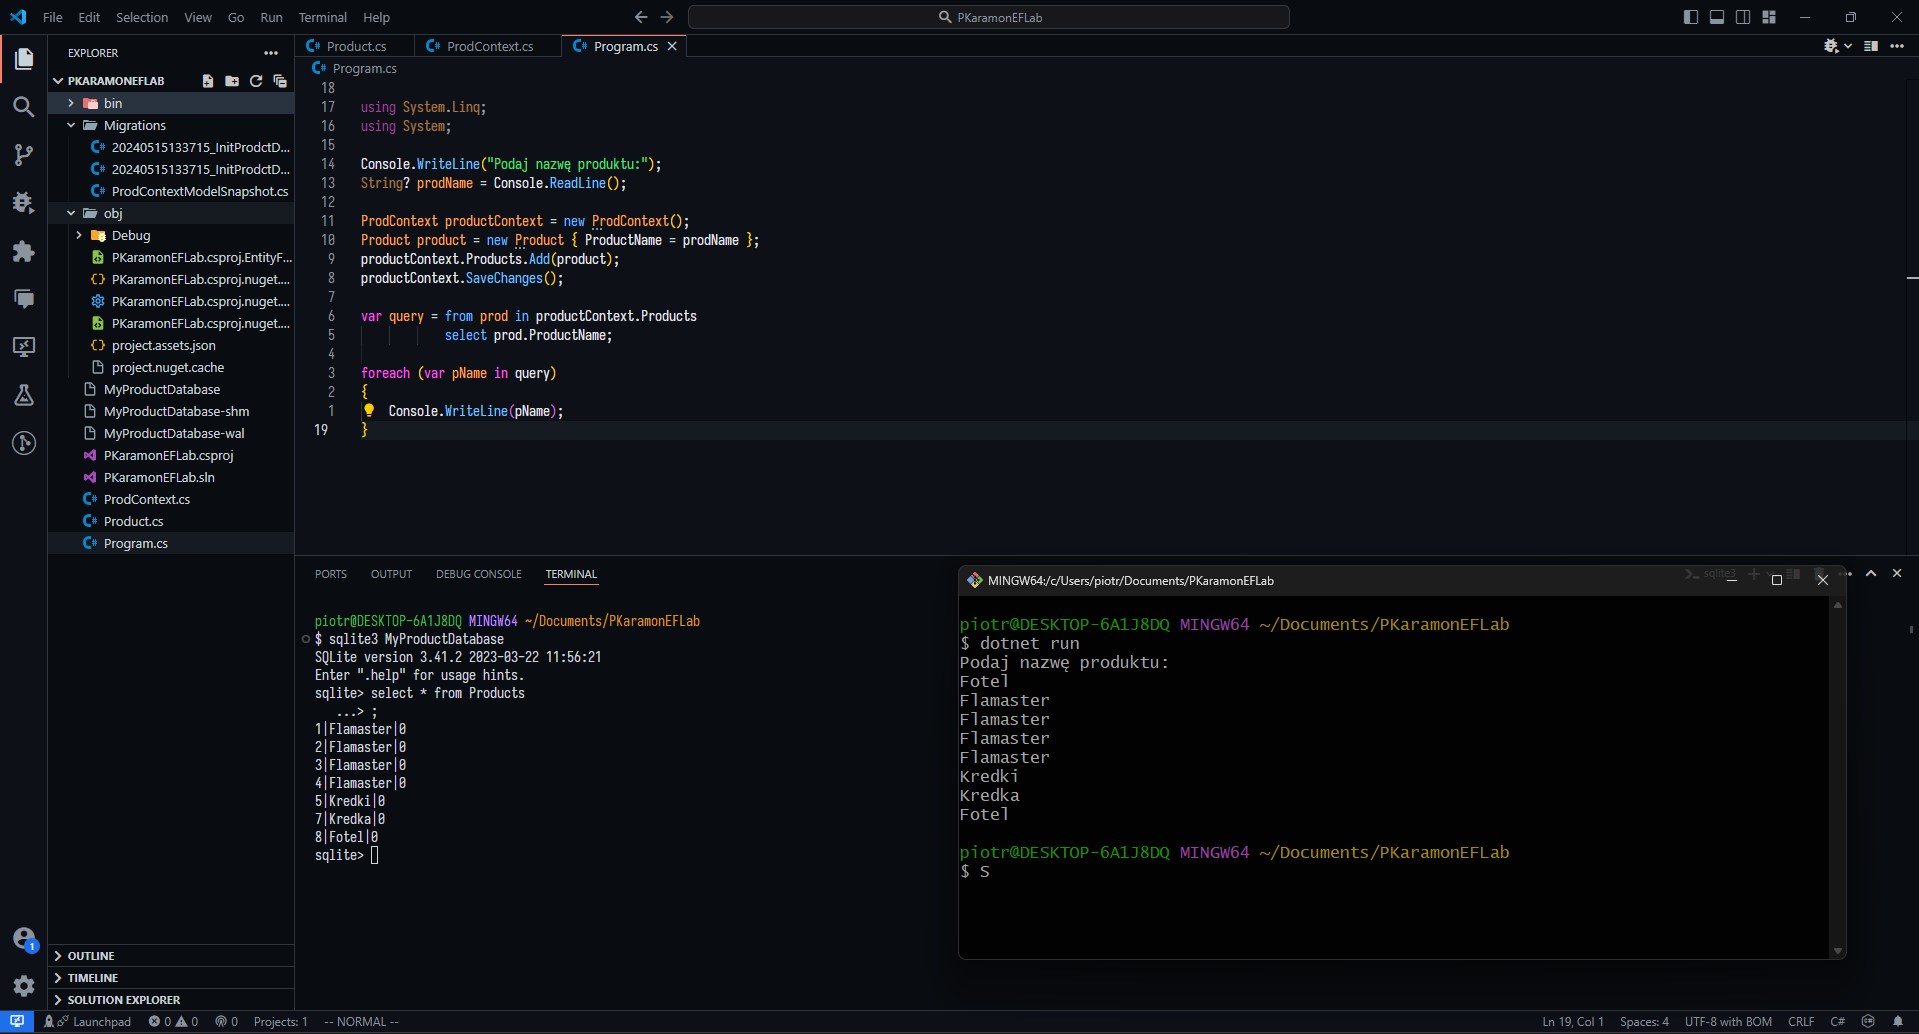 File Edit Selection View Go Run Terminal Help
PKaramonEFLab
EXPLORER
PKARAMONEFLAB
bin
Migrations
20240515133715_InitProdctD...
20240515133715_InitProdctD...
ProdContextModelSnapshot.cs
obj
Debug
PKaramonEFLab.csproj.EntityF...
PKaramonEFLab.csproj.nuget....
PKaramonEFLab.csproj.nuget....
PKaramonEFLab.csproj.nuget....
project.assets.json
project.nuget.cache
MyProductDatabase
MyProductDatabase-shm
MyProductDatabase-wal
PKaramonEFLab.csproj
PKaramonEFLab.sln
ProdContext.cs
Product.cs
Program.cs
OUTLINE
TIMELINE
SOLUTION EXPLORER
Product.cs ProdContext.cs Program.cs
Program.cs
18
17 using System.Linq;
16 using System;
15
14 Console.WriteLine("Podaj nazwę produktu:");
13 String? prodName = Console.ReadLine();
12
11 ProdContext productContext = new ProdContext();
10 Product product = new Product { ProductName = prodName };
9 productContext.Products.Add(product);
8 productContext.SaveChanges();
7
6 var query = from prod in productContext.Products
5 select prod.ProductName;
4
3 foreach (var pName in query)
2 {
1 Console.WriteLine(pName);
19 }
PORTS OUTPUT DEBUG CONSOLE TERMINAL
sqlite3
piotr@DESKTOP-6A1J8DQ MINGW64 ~/Documents/PKaramonEFLab
$ sqlite3 MyProductDatabase
SQLite version 3.41.2 2023-03-22 11:56:21
Enter ".help" for usage hints.
sqlite> select * from Products
...> ;
1|Flamaster|0
2|Flamaster|0
3|Flamaster|0
4|Flamaster|0
5|Kredki|0
7|Kredka|0
8|Fotel|0
sqlite>
MINGW64:/c/Users/piotr/Documents/PKaramonEFLab
piotr@DESKTOP-6A1J8DQ MINGW64 ~/Documents/PKaramonEFLab
$ dotnet run
Podaj nazwę produktu:
Fotel
Flamaster
Flamaster
Flamaster
Flamaster
Kredki
Kredka
Fotel
piotr@DESKTOP-6A1J8DQ MINGW64 ~/Documents/PKaramonEFLab
$ S
1
Launchpad 0 0 0 Projects: 1 -- NORMAL -- Ln 19, Col 1 Spaces: 4 UTF-8 with BOM CRLF C#